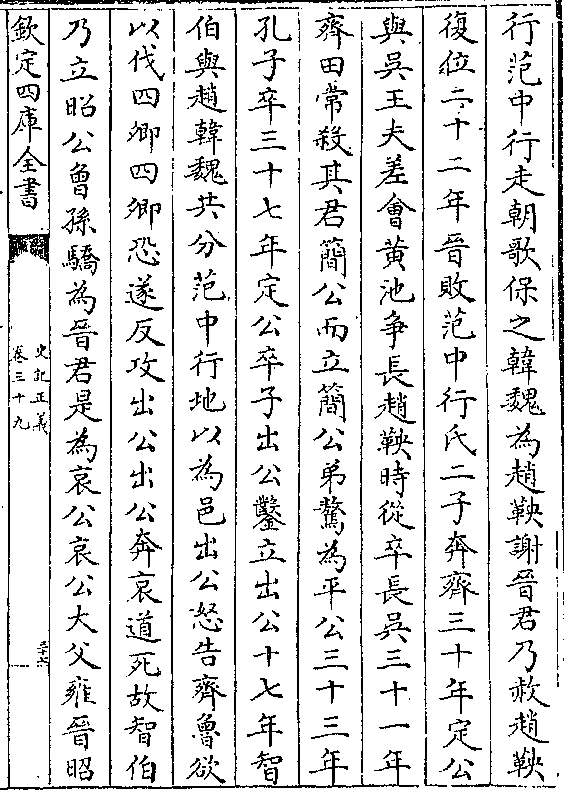 行范中行走朝歌保之韓魏為趙鞅謝晉君乃赦趙鞅
復位二十二年晉敗范中行氏二子奔齊三十年定公
與吳王夫差會黃池爭長趙鞅時從卒長吳三十一年
齊田常殺其君簡公而立簡公弟驁為平公三十三年
孔子卒三十七年定公卒子出公鑿立出公十七年智
伯與趙韓魏共分范中行地以為邑出公怒告齊魯欲
以伐四卿四卿恐遂反攻出公出公奔哀道死故智伯
乃立昭公曾孫驕為晉君是為哀公哀公大父雍晉昭
欽定四庫全書
史記正義
卷三十九
三十六